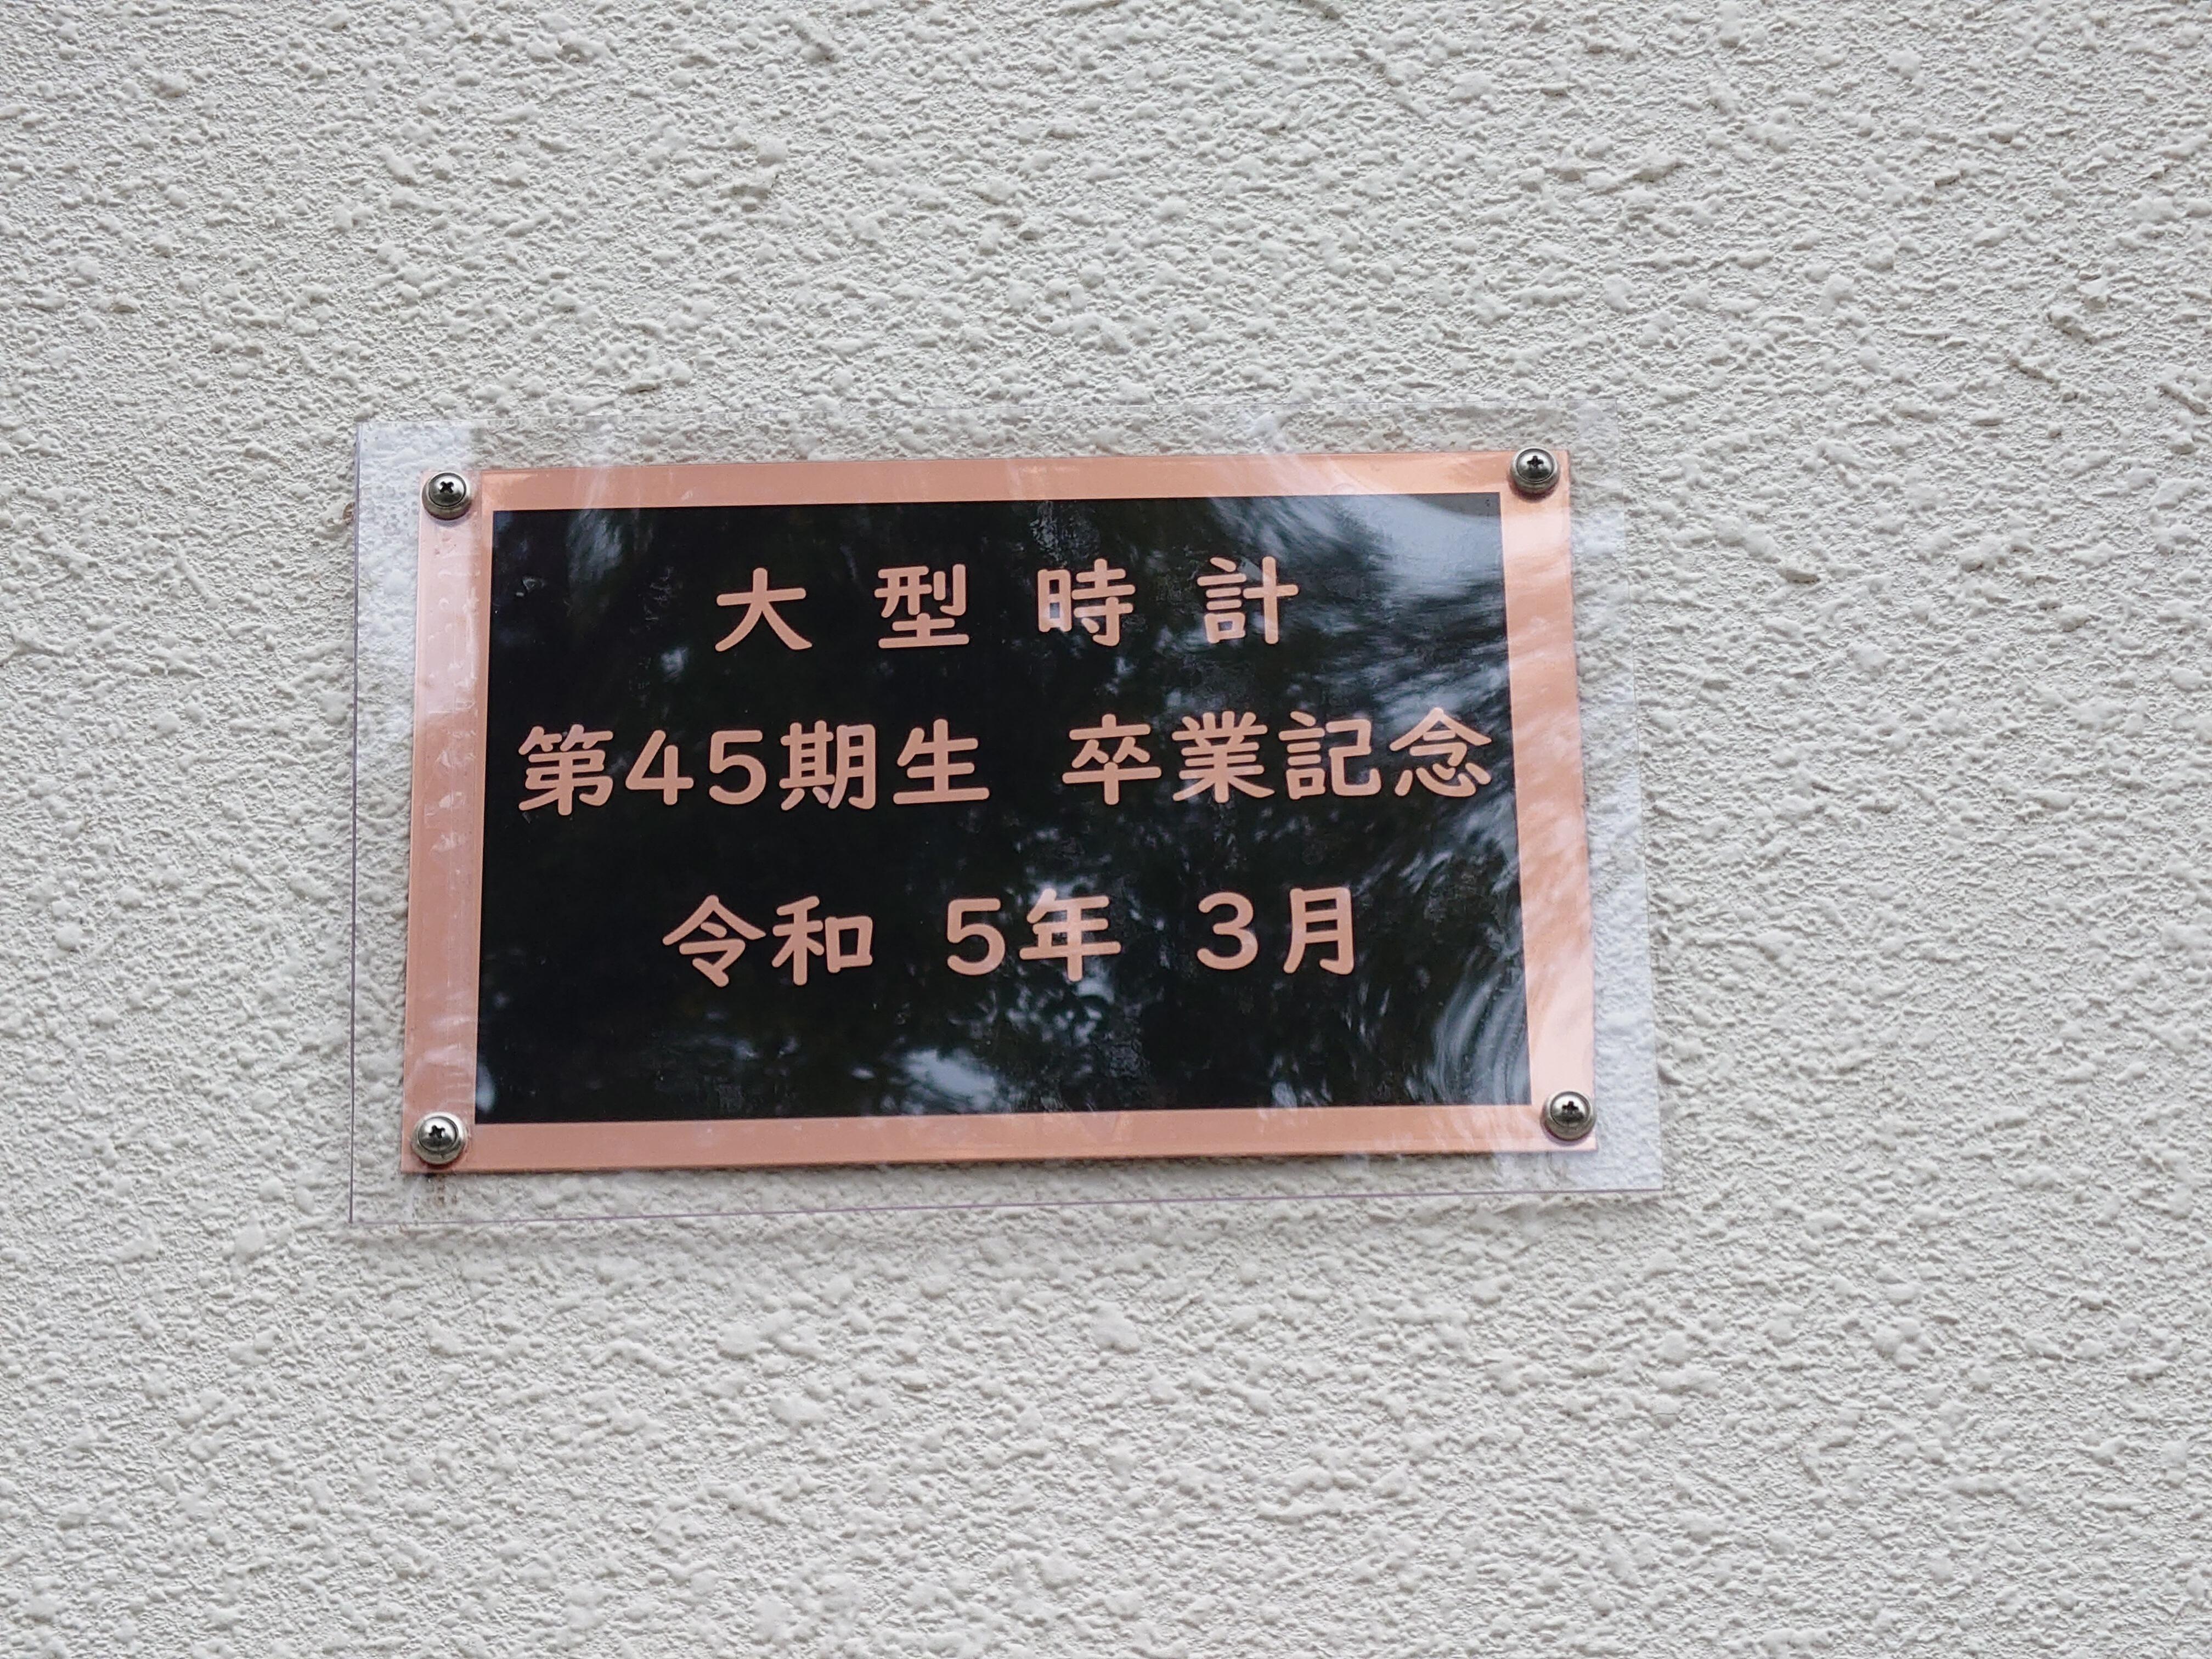 大型時計
第45期生 卒業記念
令和 5年 3月